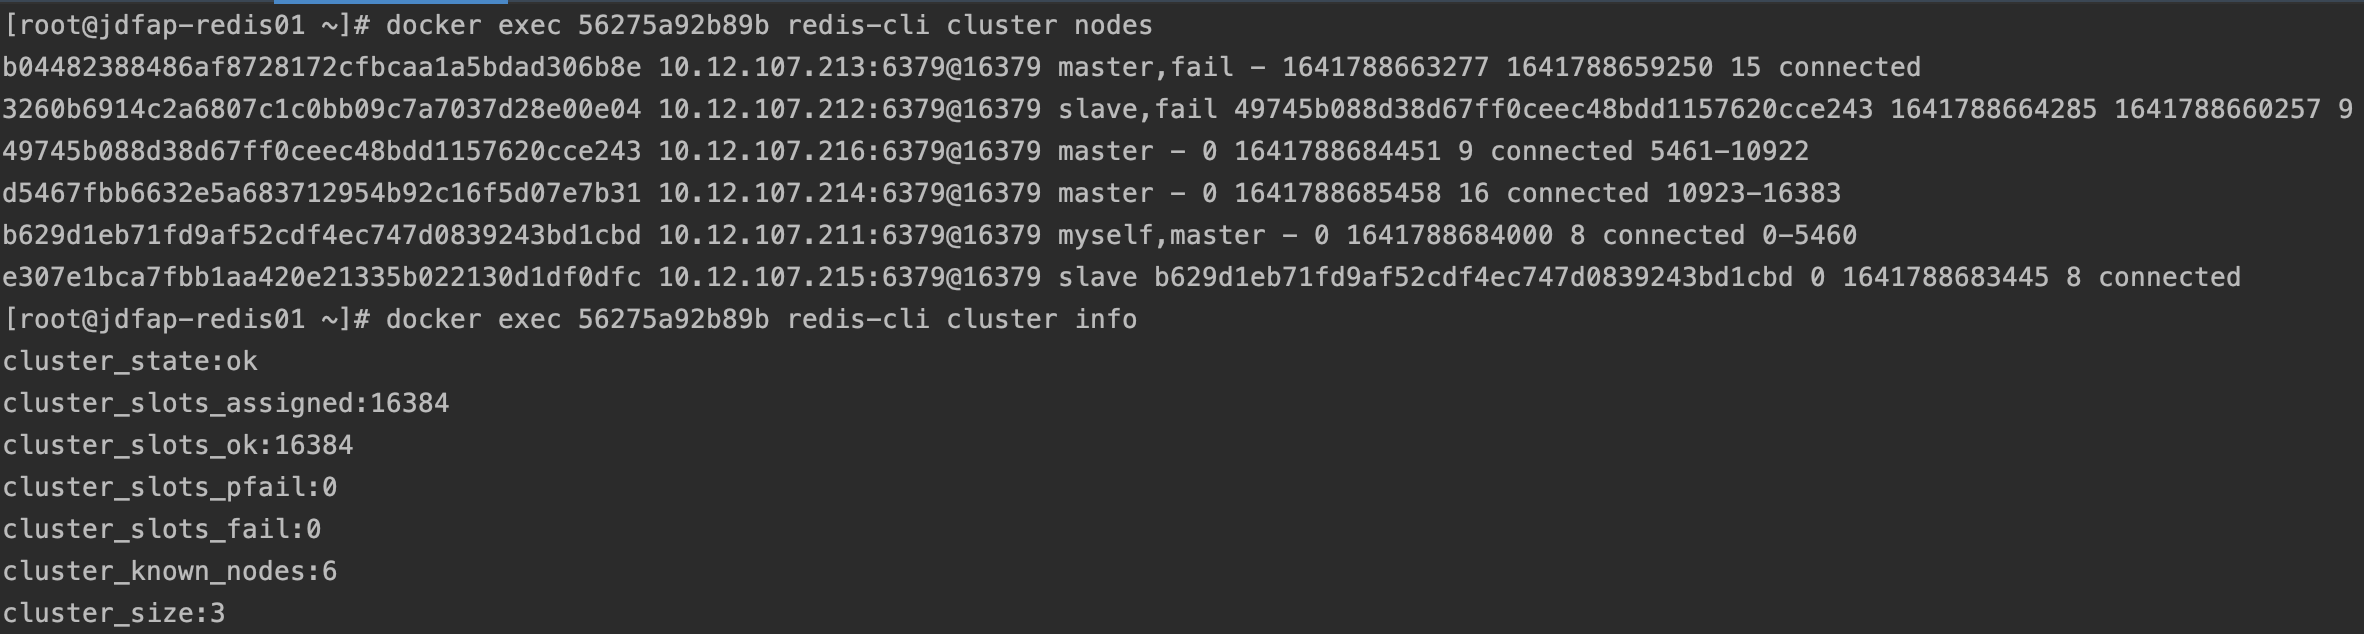 [root@jdfap-redis01 ~]# docker exec 56275a92b89b redis-cli cluster nodes
b04482388486af8728172cfbcaa1a5bdad306b8e 10.12.107.213:6379@16379 master,fail - 1641788663277 1641788659250 15 connected
3260b6914c2a6807c1c0bb09c7a7037d28e00e04 10.12.107.212:6379@16379 slave,fail 49745b088d38d67ff0ceec48bdd1157620cce243 1641788664285 1641788660257 9
49745b088d38d67ff0ceec48bdd1157620cce243 10.12.107.216:6379@16379 master - 0 1641788684451 9 connected 5461-10922
d5467fbb6632e5a683712954b92c16f5d07e7b31 10.12.107.214:6379@16379 master - 0 1641788685458 16 connected 10923-16383
b629d1eb71fd9af52cdf4ec747d0839243bd1cbd 10.12.107.211:6379@16379 myself,master - 0 1641788684000 8 connected 0-5460
e307e1bca7fbb1aa420e21335b022130d1df0dfc 10.12.107.215:6379@16379 slave b629d1eb71fd9af52cdf4ec747d0839243bd1cbd 0 1641788683445 8 connected
[root@jdfap-redis01 ~]# docker exec 56275a92b89b redis-cli cluster info
cluster_state:ok
cluster_slots_assigned:16384
cluster_slots_ok:16384
cluster_slots_pfail:0
cluster_slots_fail:0
cluster_known_nodes:6
cluster_size:3